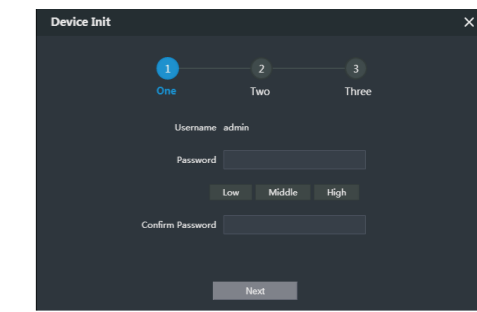 Device Init
1 2 3
One Two Three
Username admin
Password
Low Middle High
Confirm Password
Next